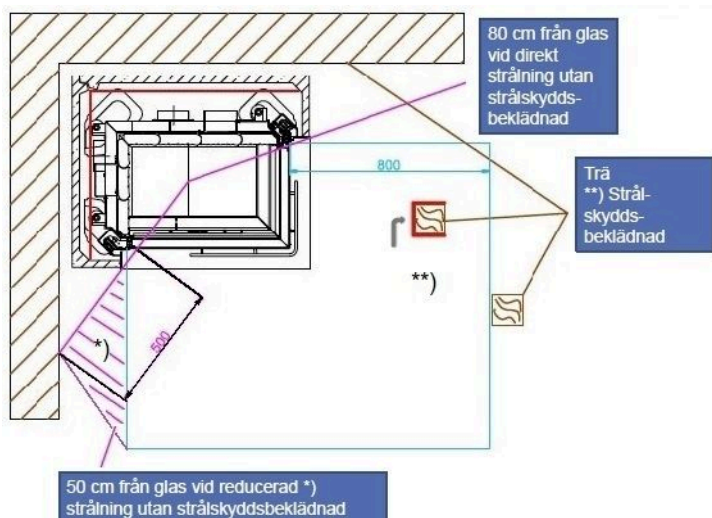 80 cm från glas
vid direkt
strålning utan
strålskydds-
beklädnad
800
Trä
**) Strål-
skydds-
beklädnad
**)
*)
500
50 cm från glas vid reducerad *)
strålning utan strålskyddsbeklädnad